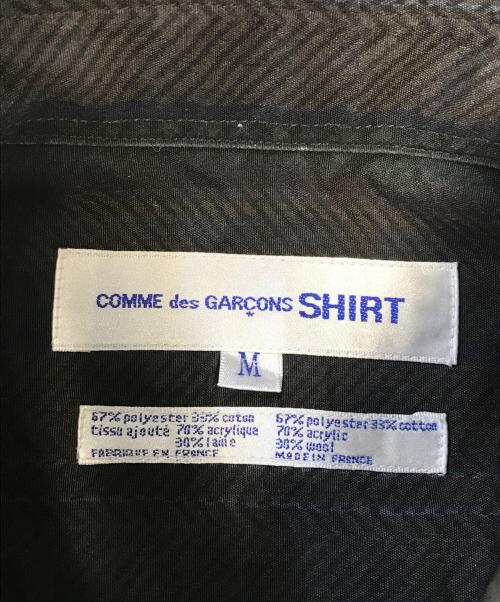 COMME des GARÇONS SHIRT
M
67% polyester 33% coton
tissu ajouté 70% acrylique
30% laine
FABRIQUE EN FRANCE
67% polyester 33% cotton
70% acrylic
30% wool
MADE IN FRANCE